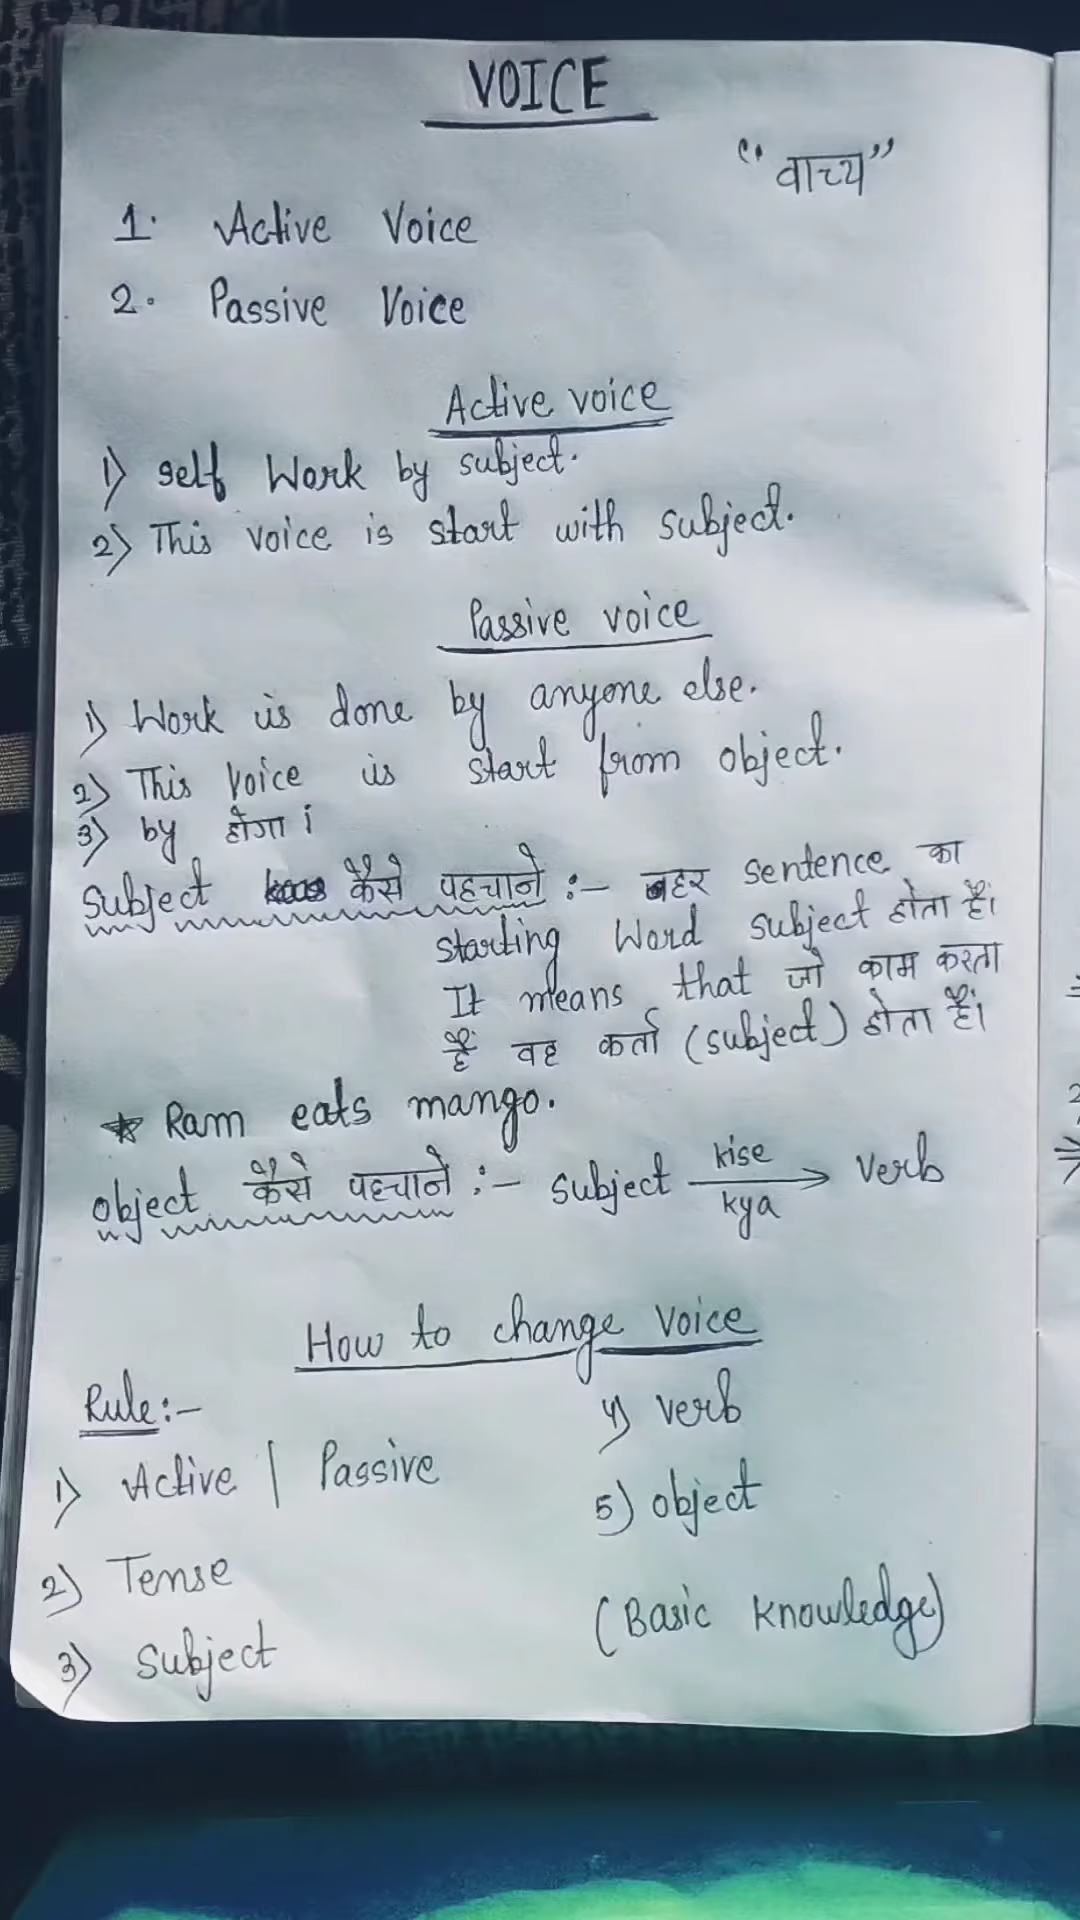 VOICE
"वाच्य"
1. Active Voice
2. Passive Voice
Active voice
1) self Work by subject.
2) This voice is start with subject.
Passive voice
1) Work is done by anyone else.
2) This Voice is start from object.
3) by होगा।
Subject कैसे पहचाने :- हर sentence का
starting Word subject होता हैं।
It means that जो काम करता
हैं वह कर्ता (subject) होता हैं।
★ Ram eats mango.
object कैसे पहचाने :- subject kise → verb
kya
How to change Voice
Rule:-
1) Active | Passive
2) Tense
3) Subject
4) verb
5) object
(Basic knowledge)